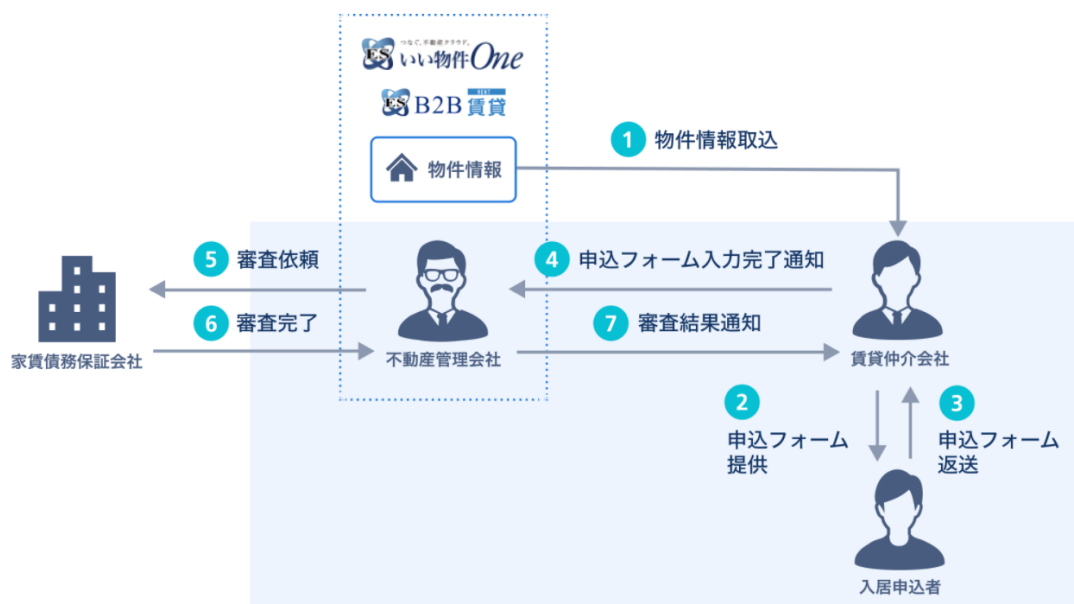 つなぐ、不動産クラウド。
ES いい物件One
ES B2B RENT 賃貸
物件情報
1 物件情報取込
5 審査依頼
4 申込フォーム入力完了通知
6 審査完了
7 審査結果通知
家賃債務保証会社
不動産管理会社
賃貸仲介会社
2
申込フォーム
提供
3
申込フォーム
返送
入居申込者